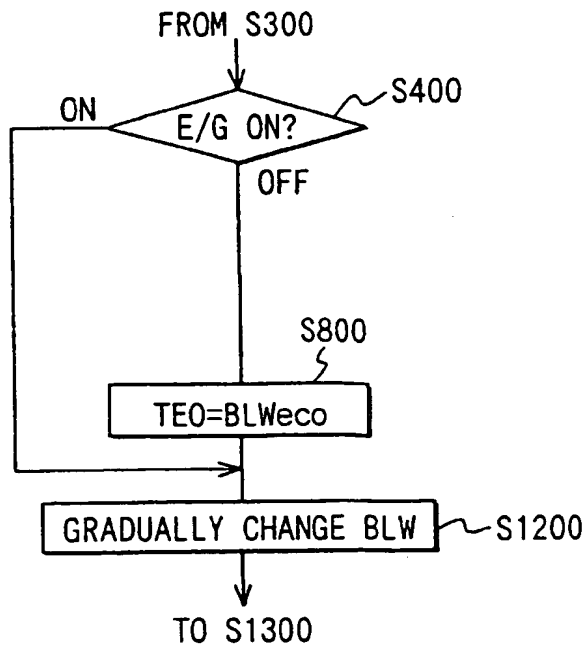 FROM S300
S400
ON
E/G ON?
OFF
S800
TEO=BLWeco
GRADUALLY CHANGE BLW
S1200
TO S1300